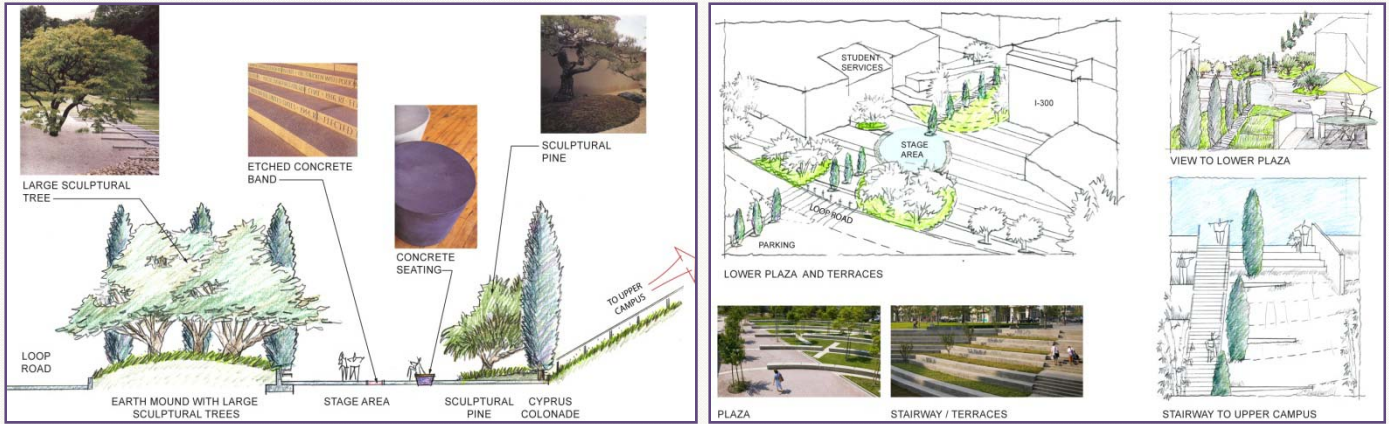 LARGE SCULPTURAL
TREE
ETCHED CONCRETE
BAND
CONCRETE
SEATING
SCULPTURAL
PINE
TO UPPER
CAMPUS
LOOP
ROAD
EARTH MOUND WITH LARGE
SCULPTURAL TREES
STAGE AREA
SCULPTURAL
PINE
CYPRUS
COLONADE
STUDENT
SERVICES
I-300
STAGE
AREA
LOOP ROAD
PARKING
LOWER PLAZA AND TERRACES
VIEW TO LOWER PLAZA
PLAZA
STAIRWAY / TERRACES
STAIRWAY TO UPPER CAMPUS